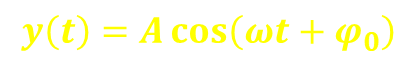 y(t) = A cos(ωt + φ₀)